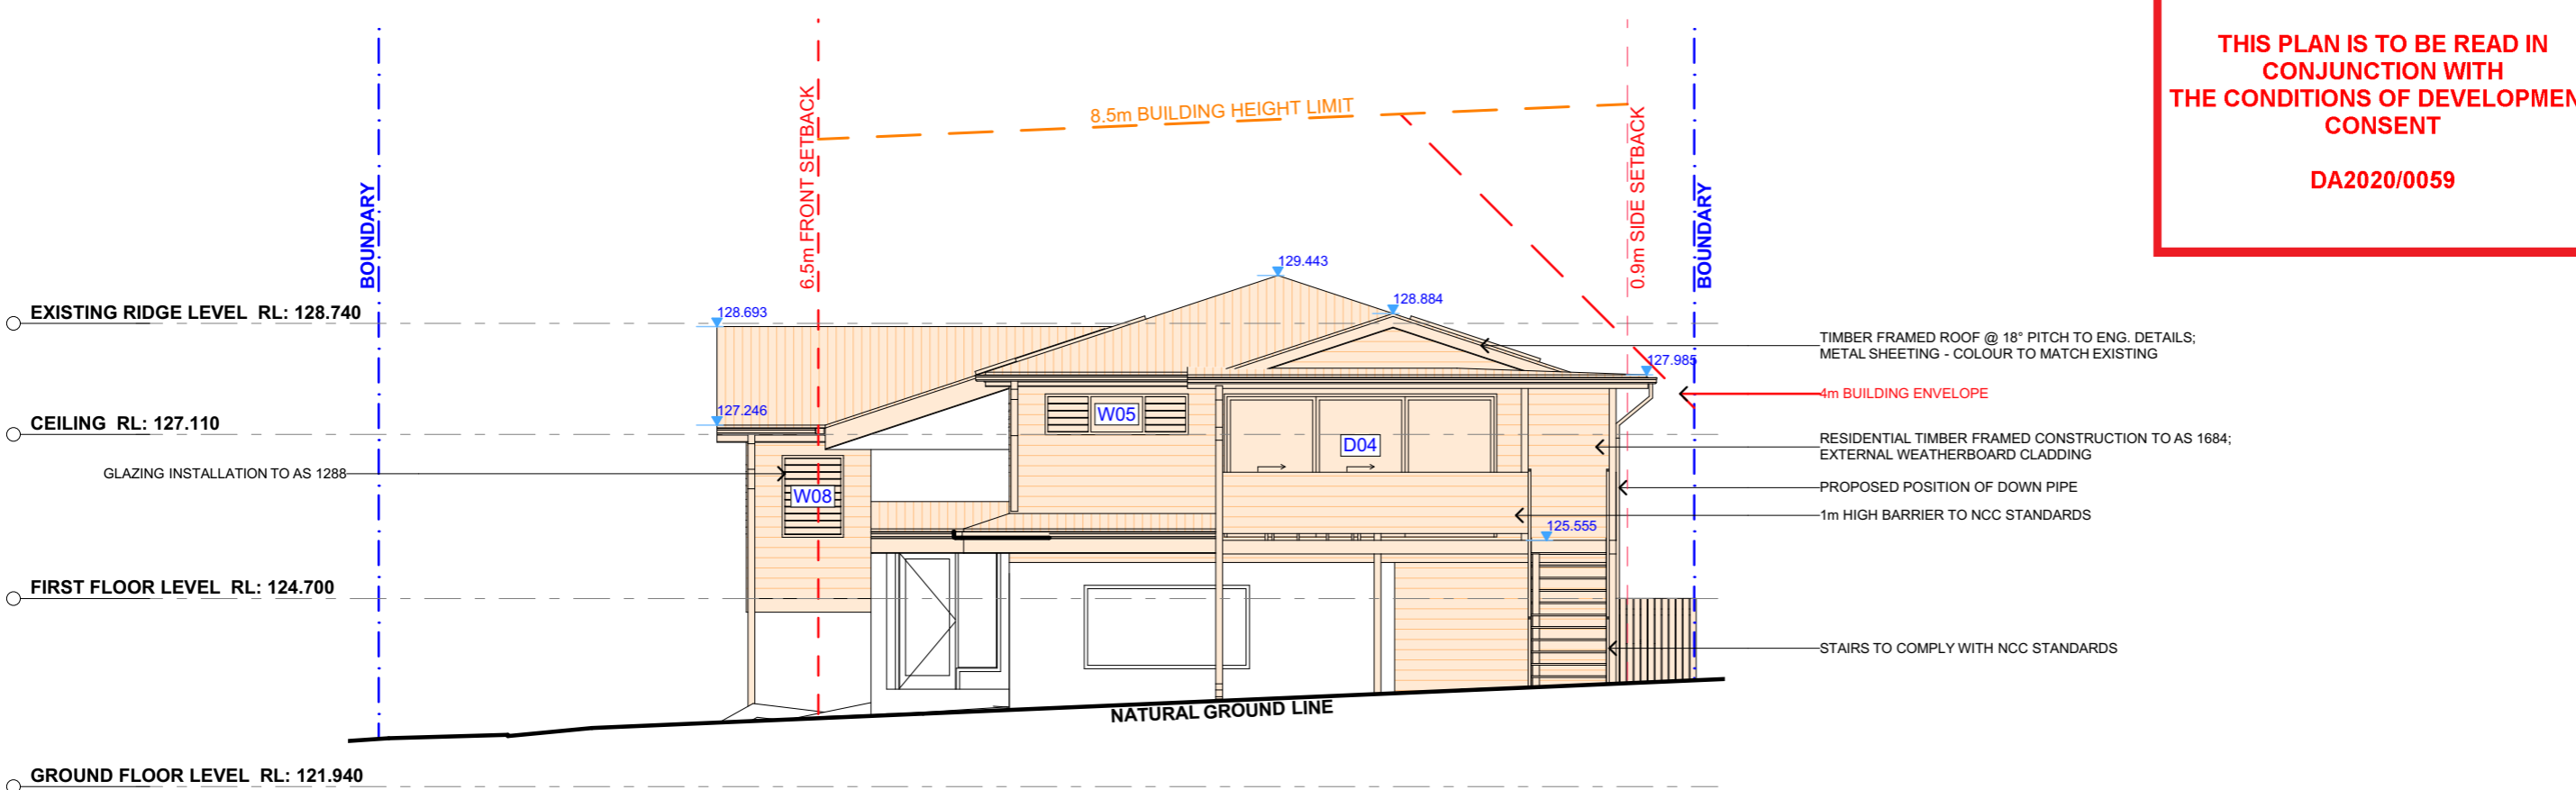 THIS PLAN IS TO BE READ IN
CONJUNCTION WITH
THE CONDITIONS OF DEVELOPMEN
CONSENT
DA2020/0059
8.5m BUILDING HEIGHT LIMIT
BOUNDARY
6.5m FRONT SETBACK
0.9m SIDE SETBACK
BOUNDARY
129.443
128.884
128.693
127.985
127.246
125.555
EXISTING RIDGE LEVEL RL: 128.740
CEILING RL: 127.110
GLAZING INSTALLATION TO AS 1288
FIRST FLOOR LEVEL RL: 124.700
GROUND FLOOR LEVEL RL: 121.940
W05
D04
W08
TIMBER FRAMED ROOF @ 18° PITCH TO ENG. DETAILS;
METAL SHEETING - COLOUR TO MATCH EXISTING
4m BUILDING ENVELOPE
RESIDENTIAL TIMBER FRAMED CONSTRUCTION TO AS 1684;
EXTERNAL WEATHERBOARD CLADDING
PROPOSED POSITION OF DOWN PIPE
1m HIGH BARRIER TO NCC STANDARDS
STAIRS TO COMPLY WITH NCC STANDARDS
NATURAL GROUND LINE